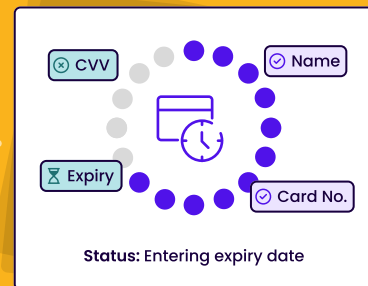 CVV
Name
Expiry
Card No.
Status: Entering expiry date